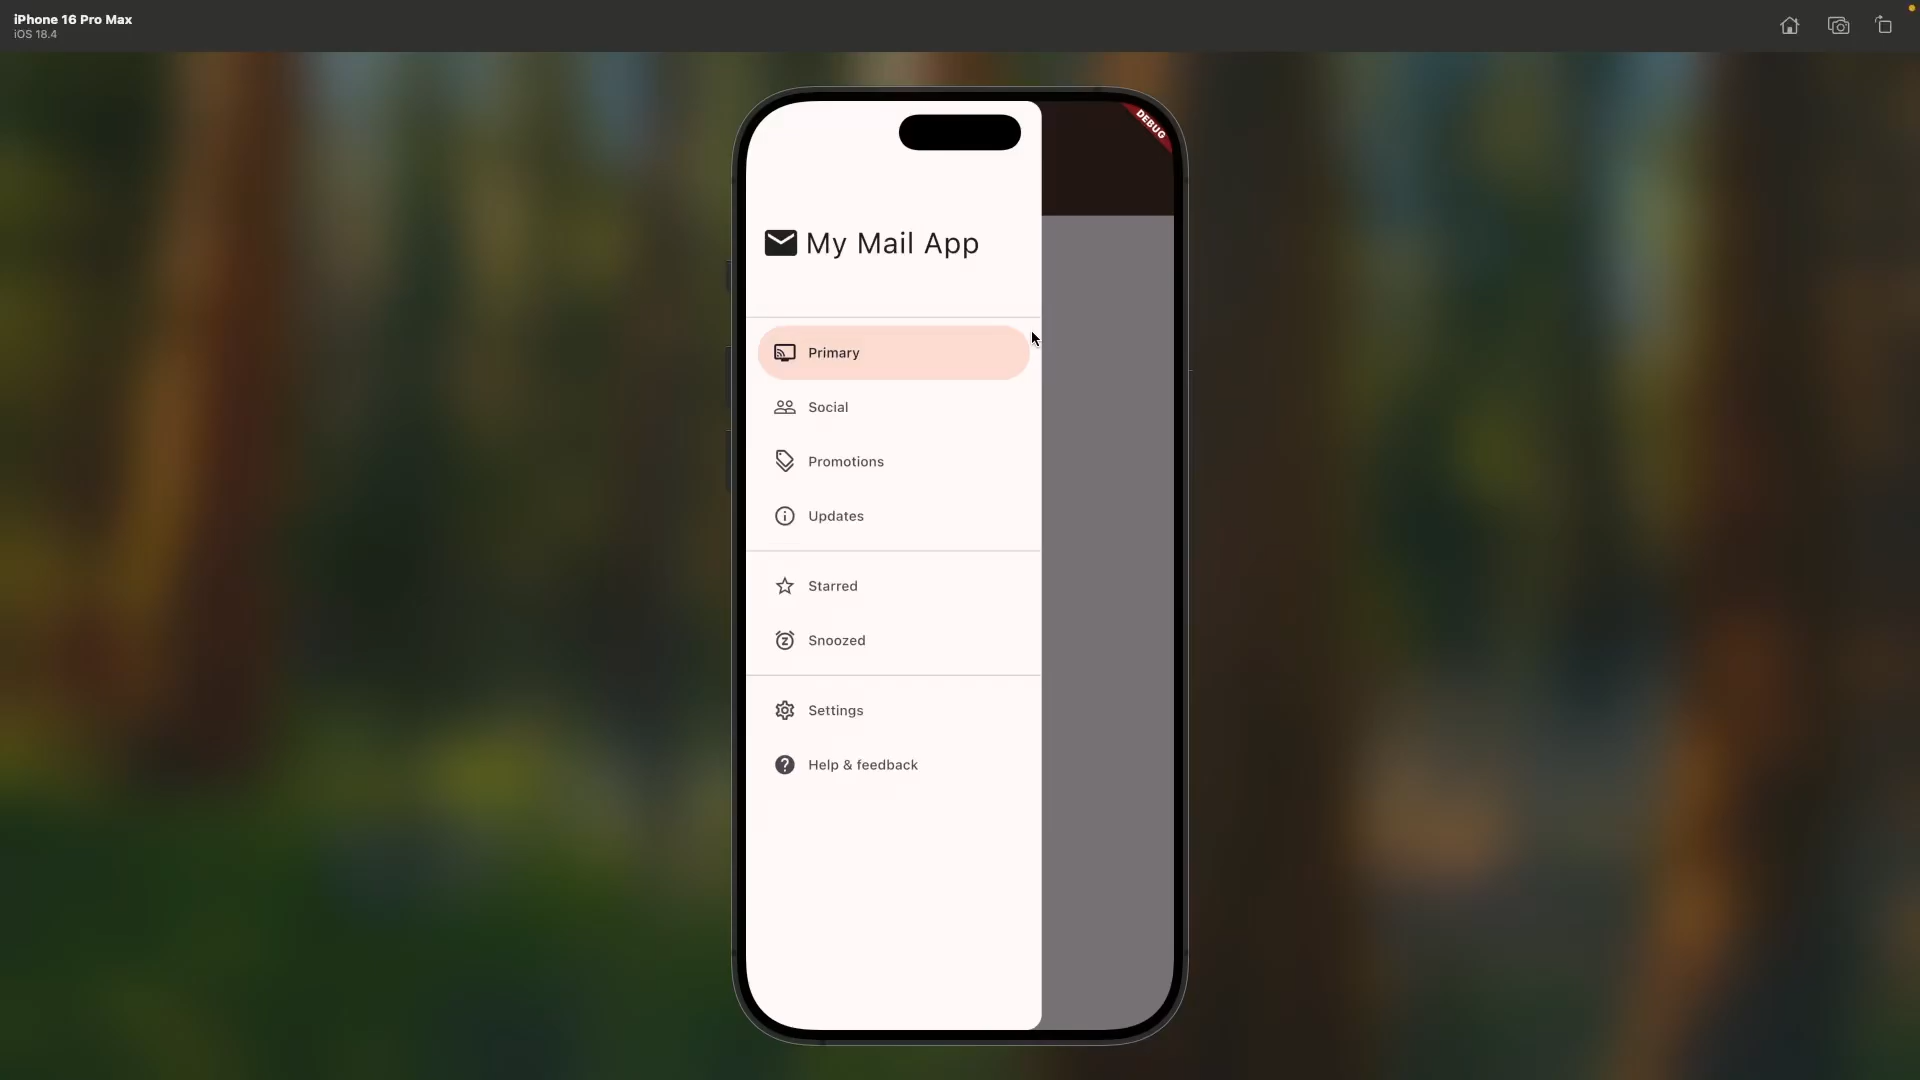 iPhone 16 Pro Max
iOS 18.4
DEBUG
My Mail App
Primary
Social
Promotions
Updates
Starred
Snoozed
Settings
Help & feedback